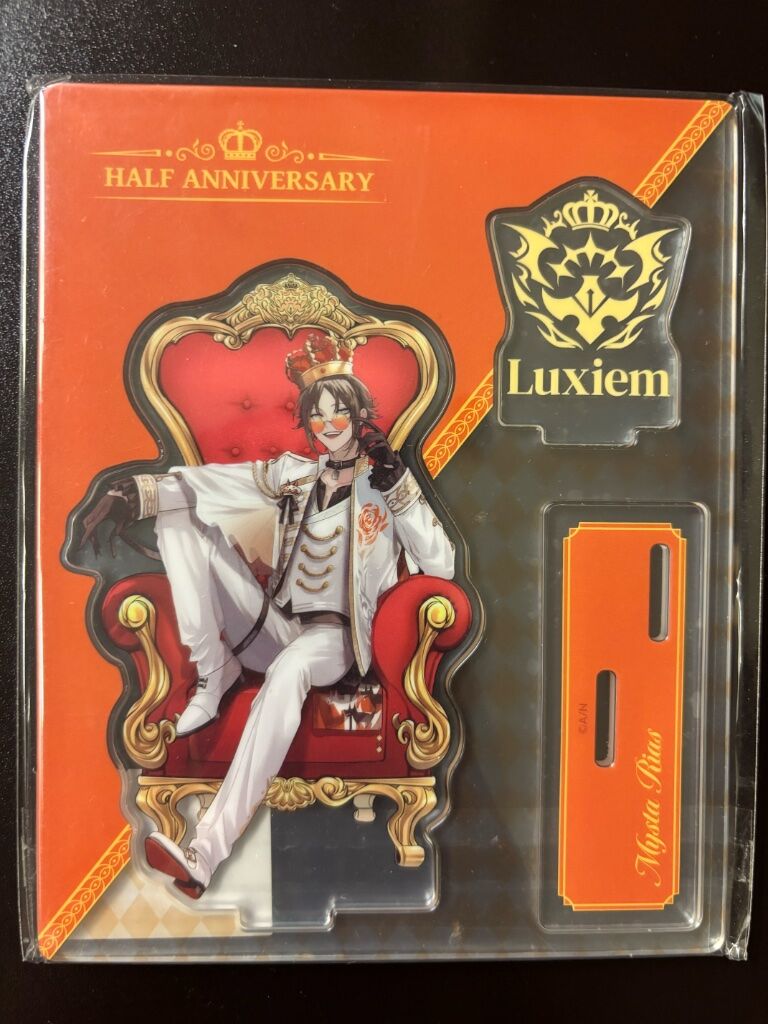 HALF ANNIVERSARY
Luxiem
©A/N
Mysta Rias